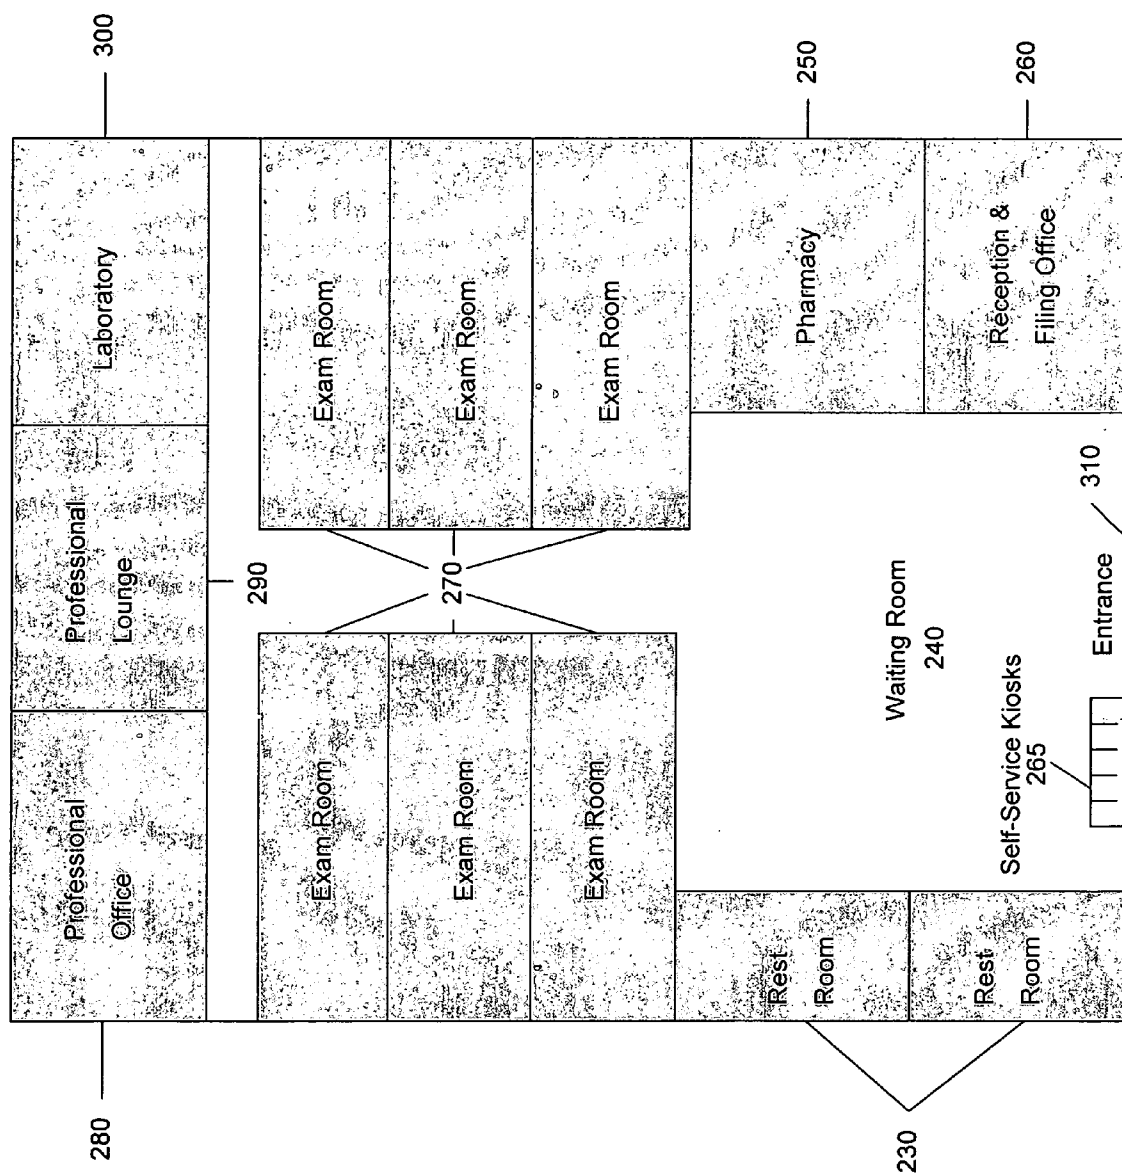 300
250
260
Laboratory
Exam Room
Exam Room
Exam Room
Pharmacy
Reception &
Filing Office
310
Professional
Lounge
290
270
Waiting Room
240
Entrance
Self-Service Kiosks
265
Professional
Office
Exam Room
Exam Room
Exam Room
Rest
Room
Rest
Room
280
230